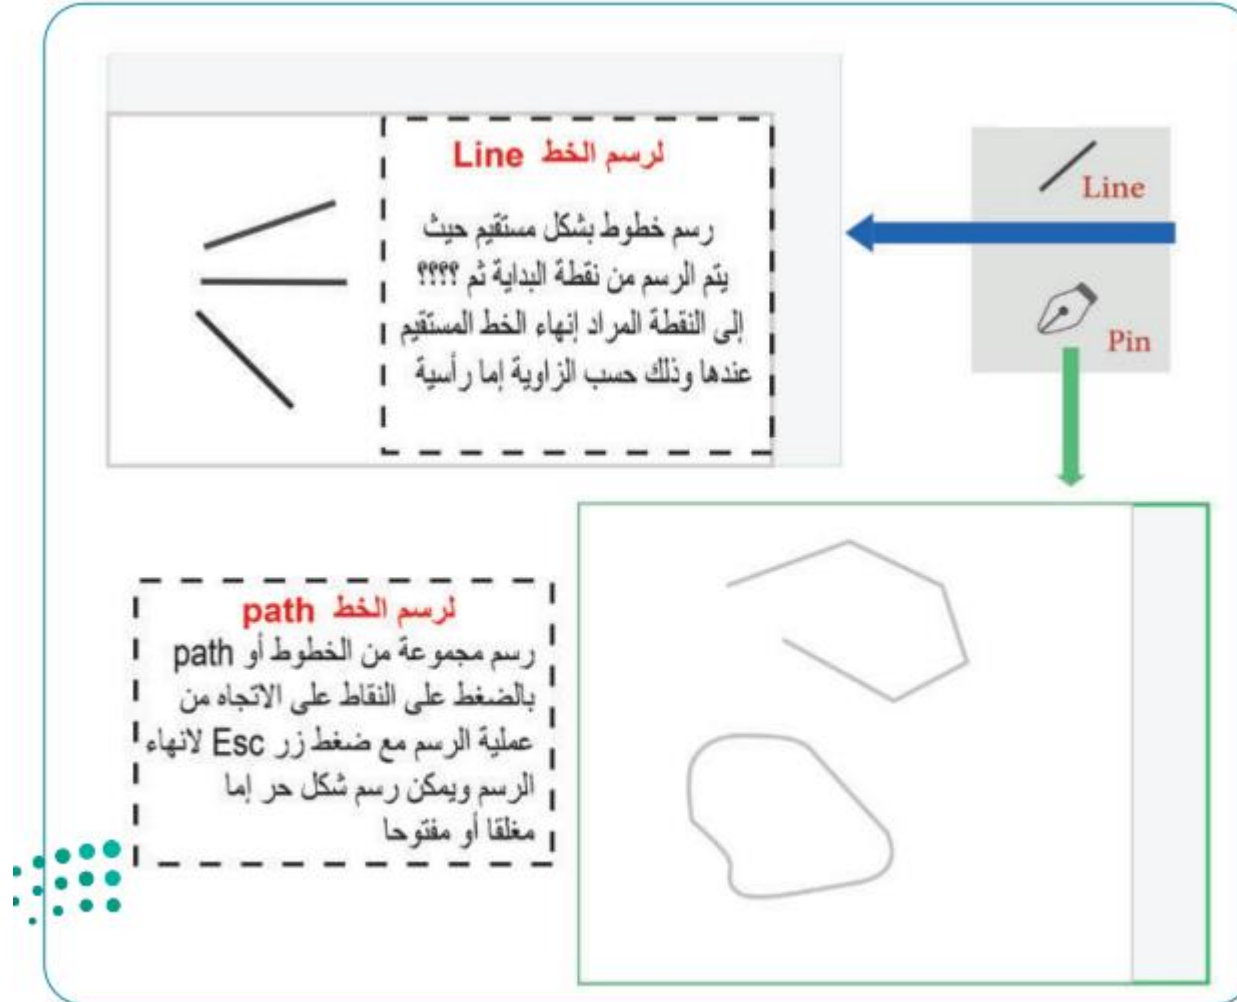 لرسم الخط Line
رسم خطوط بشكل مستقيم حيث
يتم الرسم من نقطة البداية ثم ؟؟؟؟
إلى النقطة المراد إنهاء الخط المستقيم
عندها وذلك حسب الزاوية إما رأسية
Line
Pin
لرسم الخط path
رسم مجموعة من الخطوط أو path
بالضغط على النقاط على الاتجاه من
عملية الرسم مع ضغط زر Esc لانهاء
الرسم ويمكن رسم شكل حر إما
مغلقا أو مفتوحا